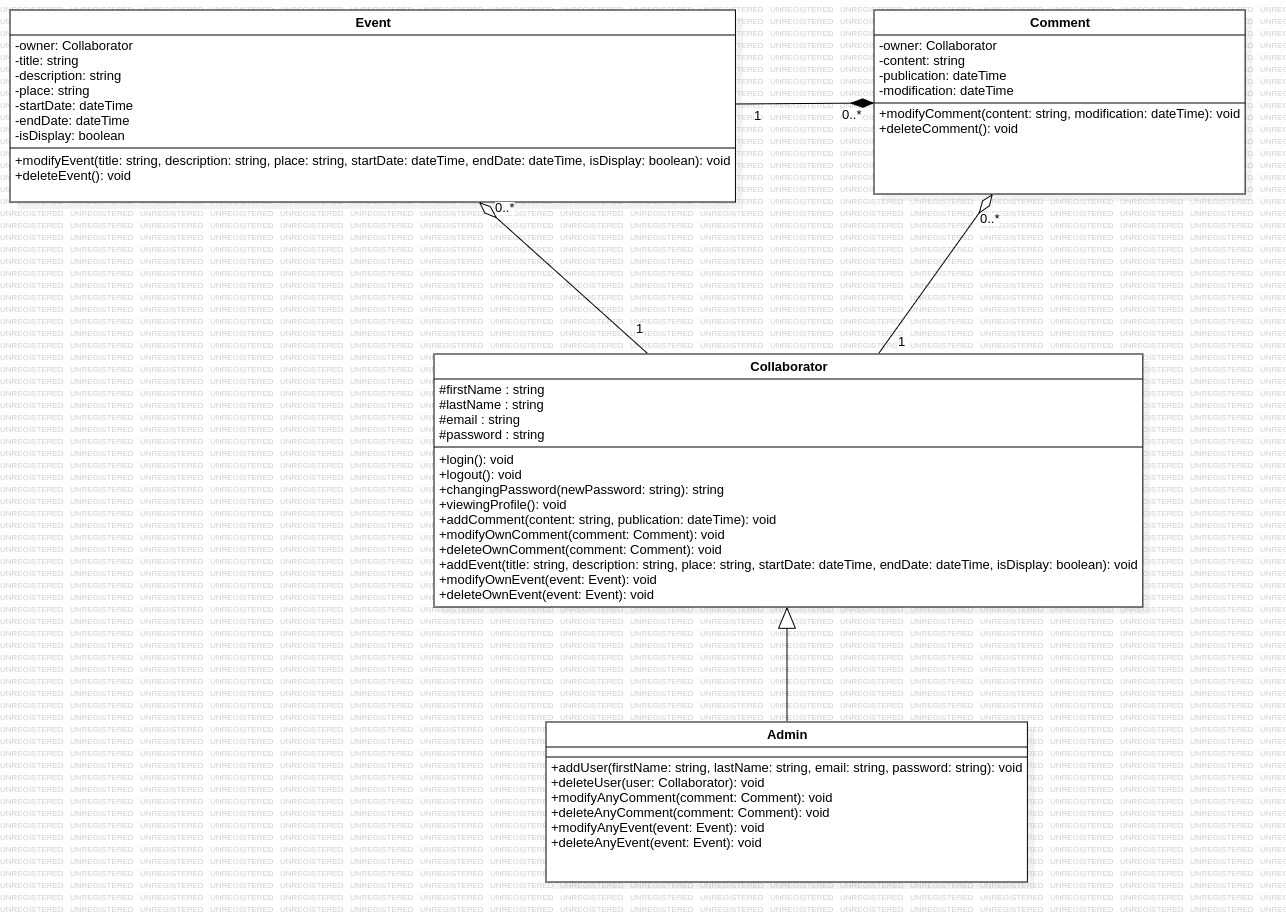 Event
-owner: Collaborator
-title: string
-description: string
-place: string
-startDate: dateTime
-endDate: dateTime
-isDisplay: boolean
+modifyEvent(title: string, description: string, place: string, startDate: dateTime, endDate: dateTime, isDisplay: boolean): void
+deleteEvent(): void
1
0..*
Comment
-owner: Collaborator
-content: string
-publication: dateTime
-modification: dateTime
+modifyComment(content: string, modification: dateTime): void
+deleteComment(): void
0..*
1
0..*
1
Collaborator
#firstName : string
#lastName : string
#email : string
#password : string
+login(): void
+logout(): void
+changingPassword(newPassword: string): string
+viewingProfile(): void
+addComment(content: string, publication: dateTime): void
+modifyOwnComment(comment: Comment): void
+deleteOwnComment(comment: Comment): void
+addEvent(title: string, description: string, place: string, startDate: dateTime, endDate: dateTime, isDisplay: boolean): void
+modifyOwnEvent(event: Event): void
+deleteOwnEvent(event: Event): void
Admin
+addUser(firstName: string, lastName: string, email: string, password: string): void
+deleteUser(user: Collaborator): void
+modifyAnyComment(comment: Comment): void
+deleteAnyComment(comment: Comment): void
+modifyAnyEvent(event: Event): void
+deleteAnyEvent(event: Event): void
UNREGISTERED